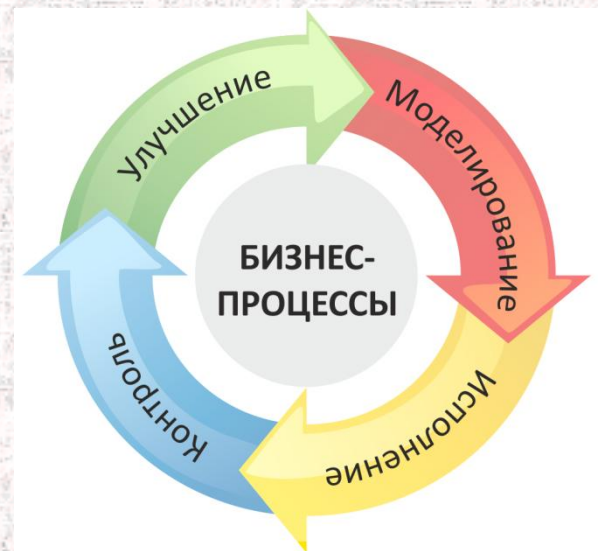 Улучшение
Моделирование
БИЗНЕС-
ПРОЦЕССЫ
Контроль
Исполнение